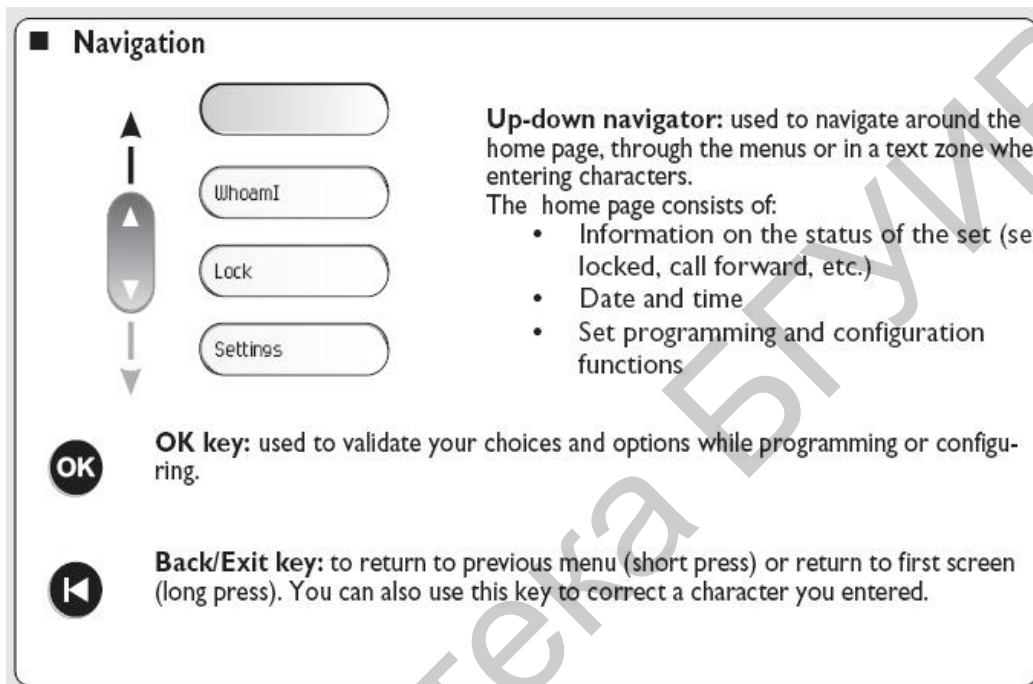 ■ Navigation
WhoamI
Lock
Settings
Up-down navigator: used to navigate around the
home page, through the menus or in a text zone whe
entering characters.
The home page consists of:
• Information on the status of the set (se
locked, call forward, etc.)
• Date and time
• Set programming and configuration
functions
OK
OK key: used to validate your choices and options while programming or configu-
ring.
Back/Exit key: to return to previous menu (short press) or return to first screen
(long press). You can also use this key to correct a character you entered.
тека БГУИР